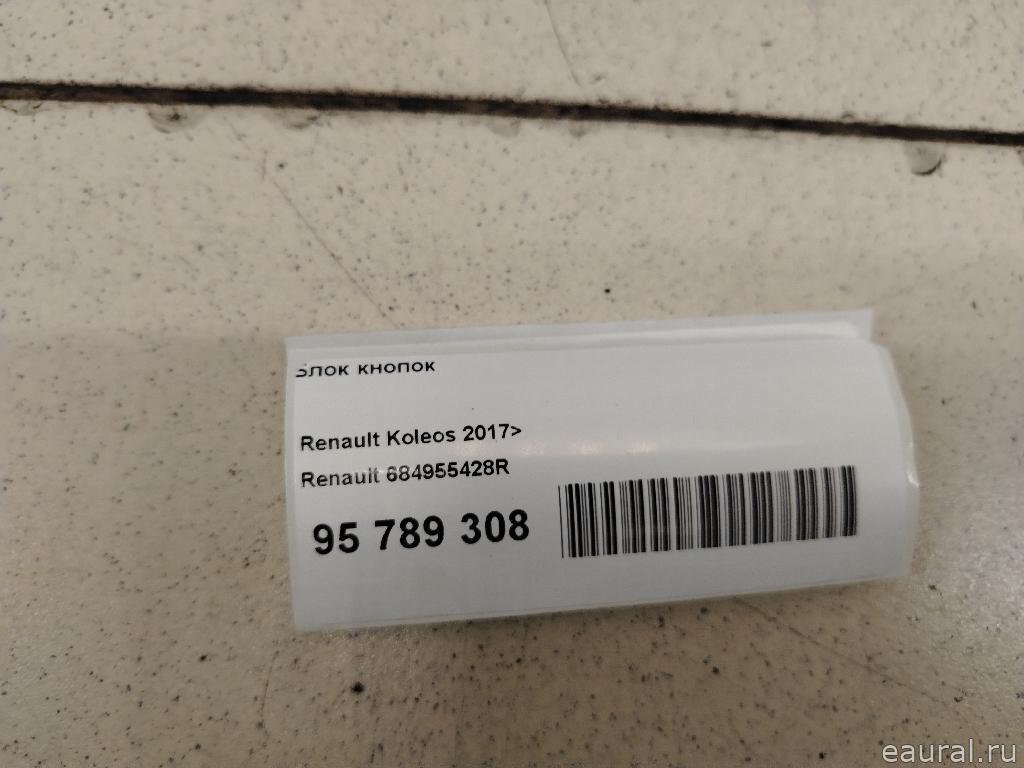 Блок кнопок
Renault Koleos 2017>
Renault 684955428R
95 789 308
eaural.ru